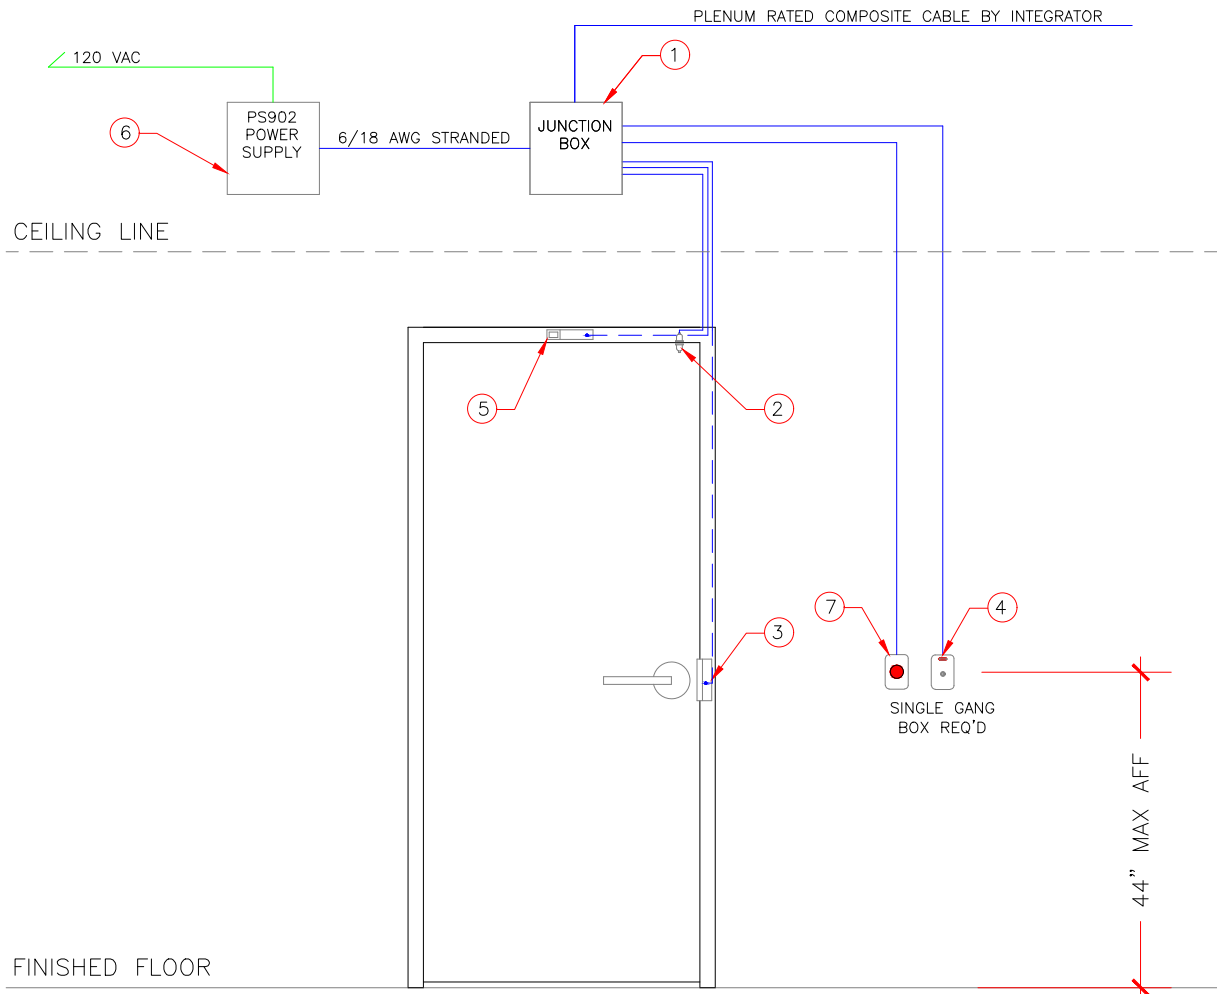 PLENUM RATED COMPOSITE CABLE BY INTEGRATOR
120 VAC
1
PS902
POWER
SUPPLY
6
6/18 AWG STRANDED
JUNCTION
BOX
CEILING LINE
5
2
7
4
3
SINGLE GANG
BOX REQ'D
44" MAX AFF
FINISHED FLOOR